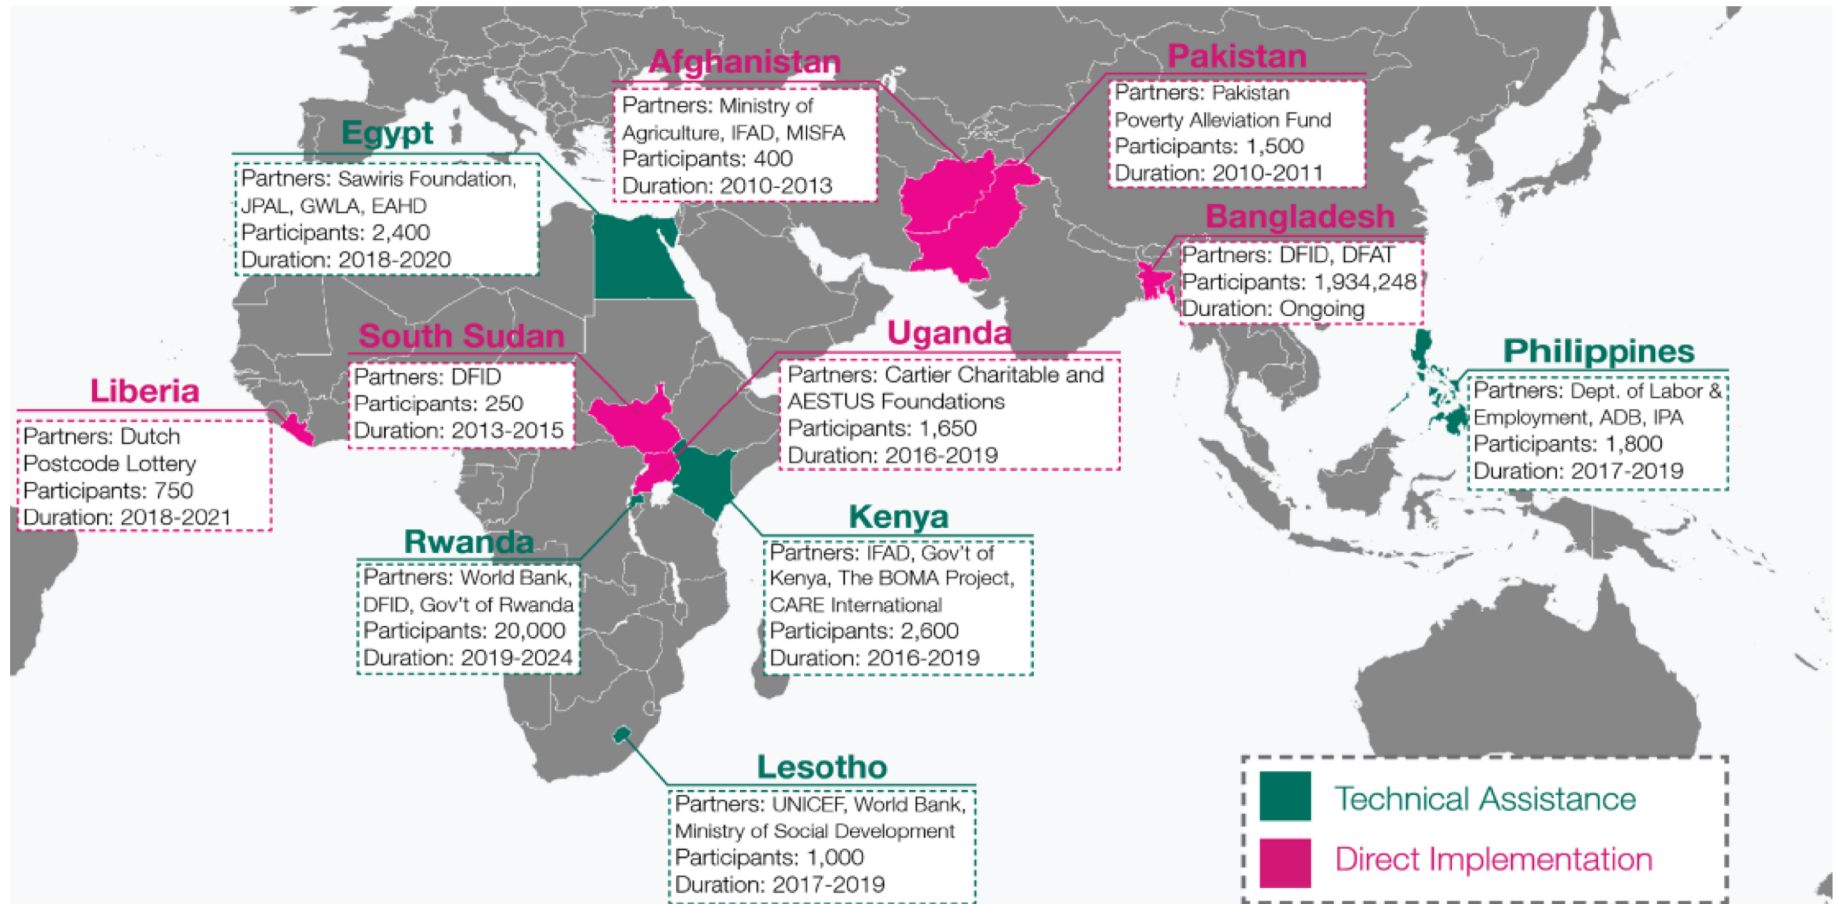 Afghanistan
Partners: Ministry of
Agriculture, IFAD, MISFA
Participants: 400
Duration: 2010-2013
Pakistan
Partners: Pakistan
Poverty Alleviation Fund
Participants: 1,500
Duration: 2010-2011
Egypt
Partners: Sawiris Foundation,
JPAL, GWLA, EAHD
Participants: 2,400
Duration: 2018-2020
Bangladesh
Partners: DFID, DFAT
Participants: 1,934,248
Duration: Ongoing
South Sudan
Partners: DFID
Participants: 250
Duration: 2013-2015
Uganda
Partners: Cartier Charitable and
AESTUS Foundations
Participants: 1,650
Duration: 2016-2019
Philippines
Partners: Dept. of Labor &
Employment, ADB, IPA
Participants: 1,800
Duration: 2017-2019
Liberia
Partners: Dutch
Postcode Lottery
Participants: 750
Duration: 2018-2021
Rwanda
Partners: World Bank,
DFID, Gov't of Rwanda
Participants: 20,000
Duration: 2019-2024
Kenya
Partners: IFAD, Gov't of
Kenya, The BOMA Project,
CARE International
Participants: 2,600
Duration: 2016-2019
Lesotho
Partners: UNICEF, World Bank,
Ministry of Social Development
Participants: 1,000
Duration: 2017-2019
Technical Assistance
Direct Implementation